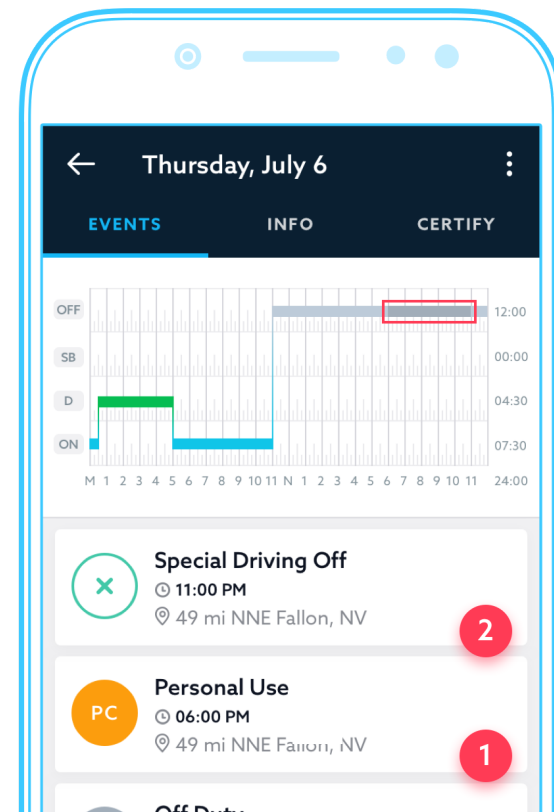 Thursday, July 6
EVENTS INFO CERTIFY
OFF 12:00
SB 00:00
D 04:30
ON 07:30
M 1 2 3 4 5 6 7 8 9 10 11 N 1 2 3 4 5 6 7 8 9 10 11 24:00
Special Driving Off
11:00 PM
49 mi NNE Fallon, NV
2
PC
Personal Use
06:00 PM
49 mi NNE Fallon, NV
1
Off Duty